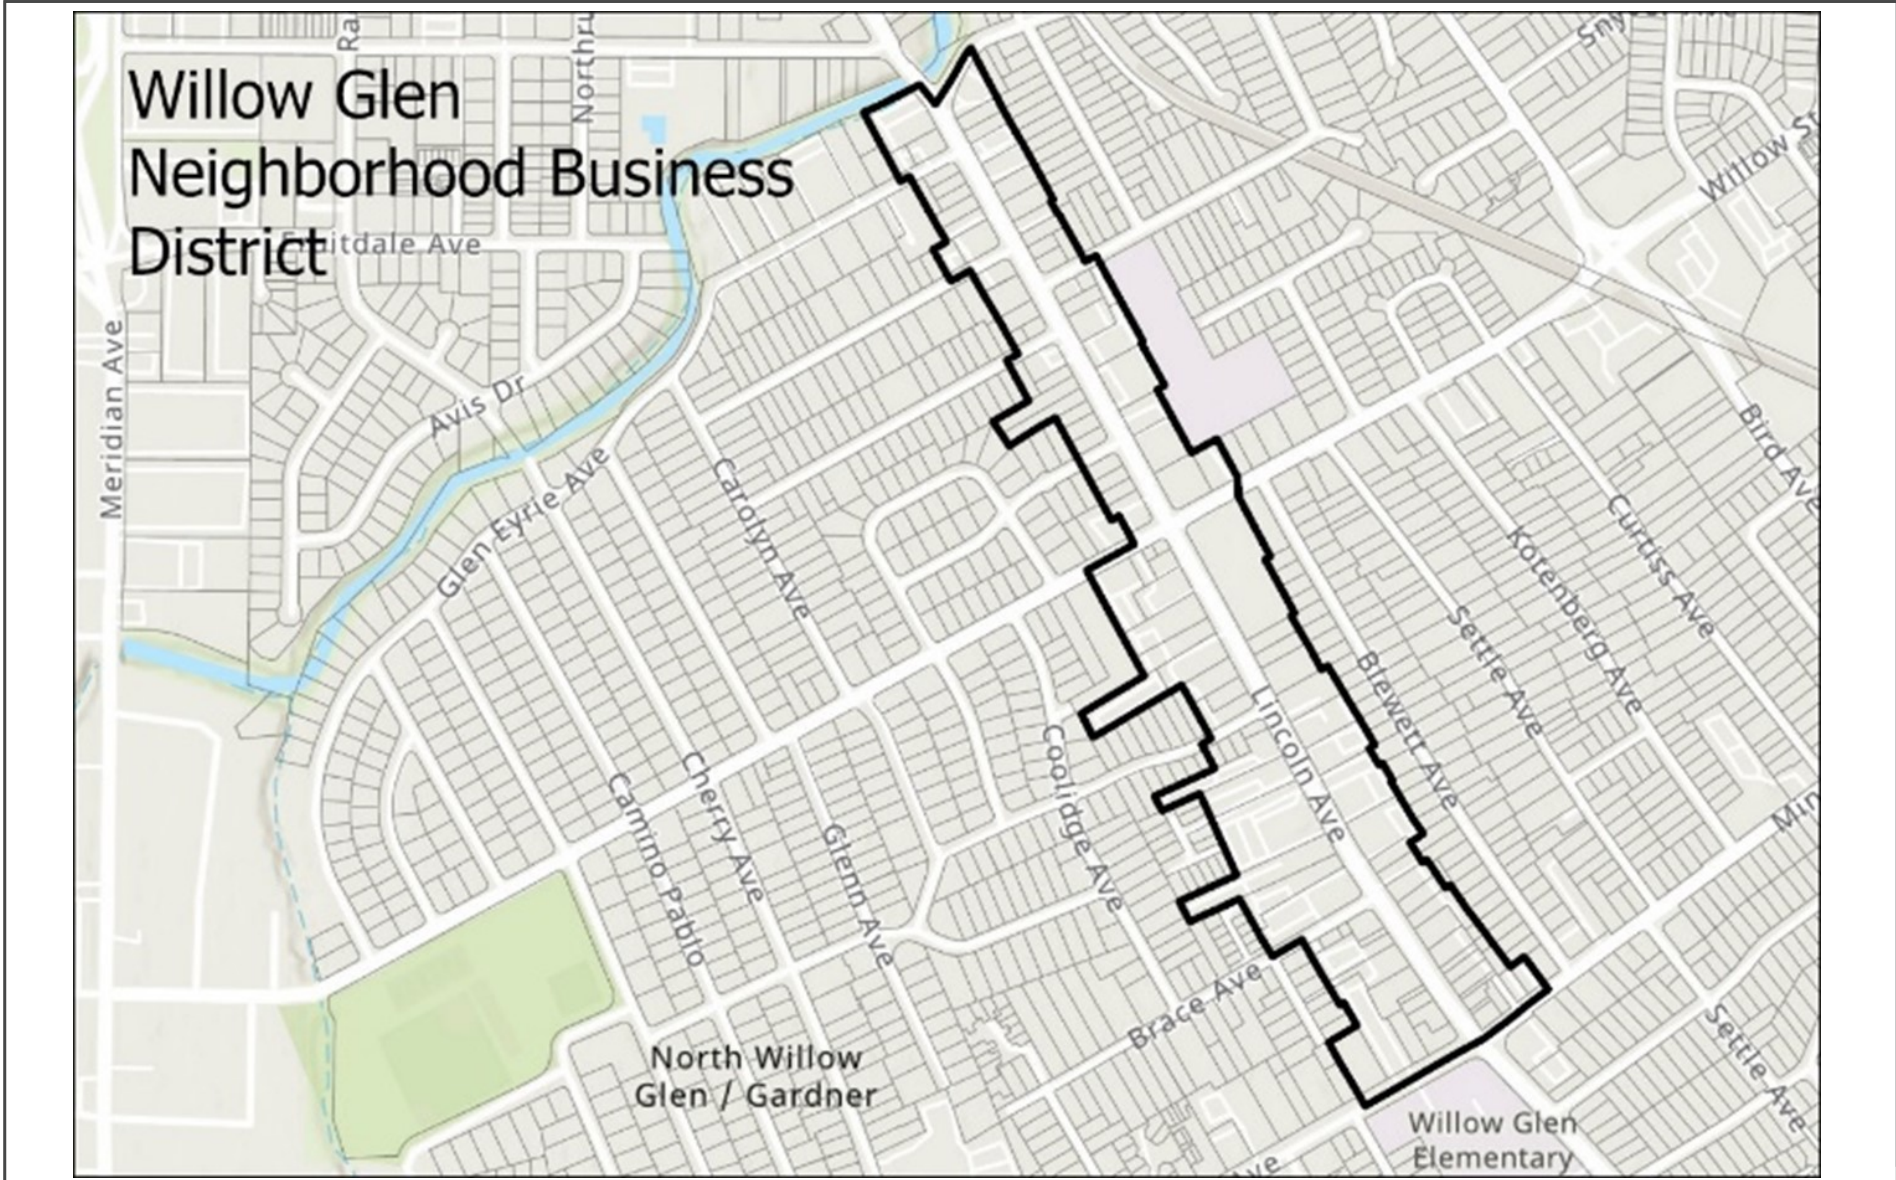 Willow Glen
Neighborhood Business
District
Meridian Ave
Avis Dr
Glen Eyrie Ave
Carolyn Ave
Camino Pablo
Cherry Ave
Glenn Ave
Coolidge Ave
Brace Ave
Lincoln Ave
Blewett Ave
Settle Ave
Kotenberg Ave
Curtiss Ave
Bird Ave
Willow St
Settle Ave
North Willow
Glen / Gardner
Willow Glen
Elementary
Ave